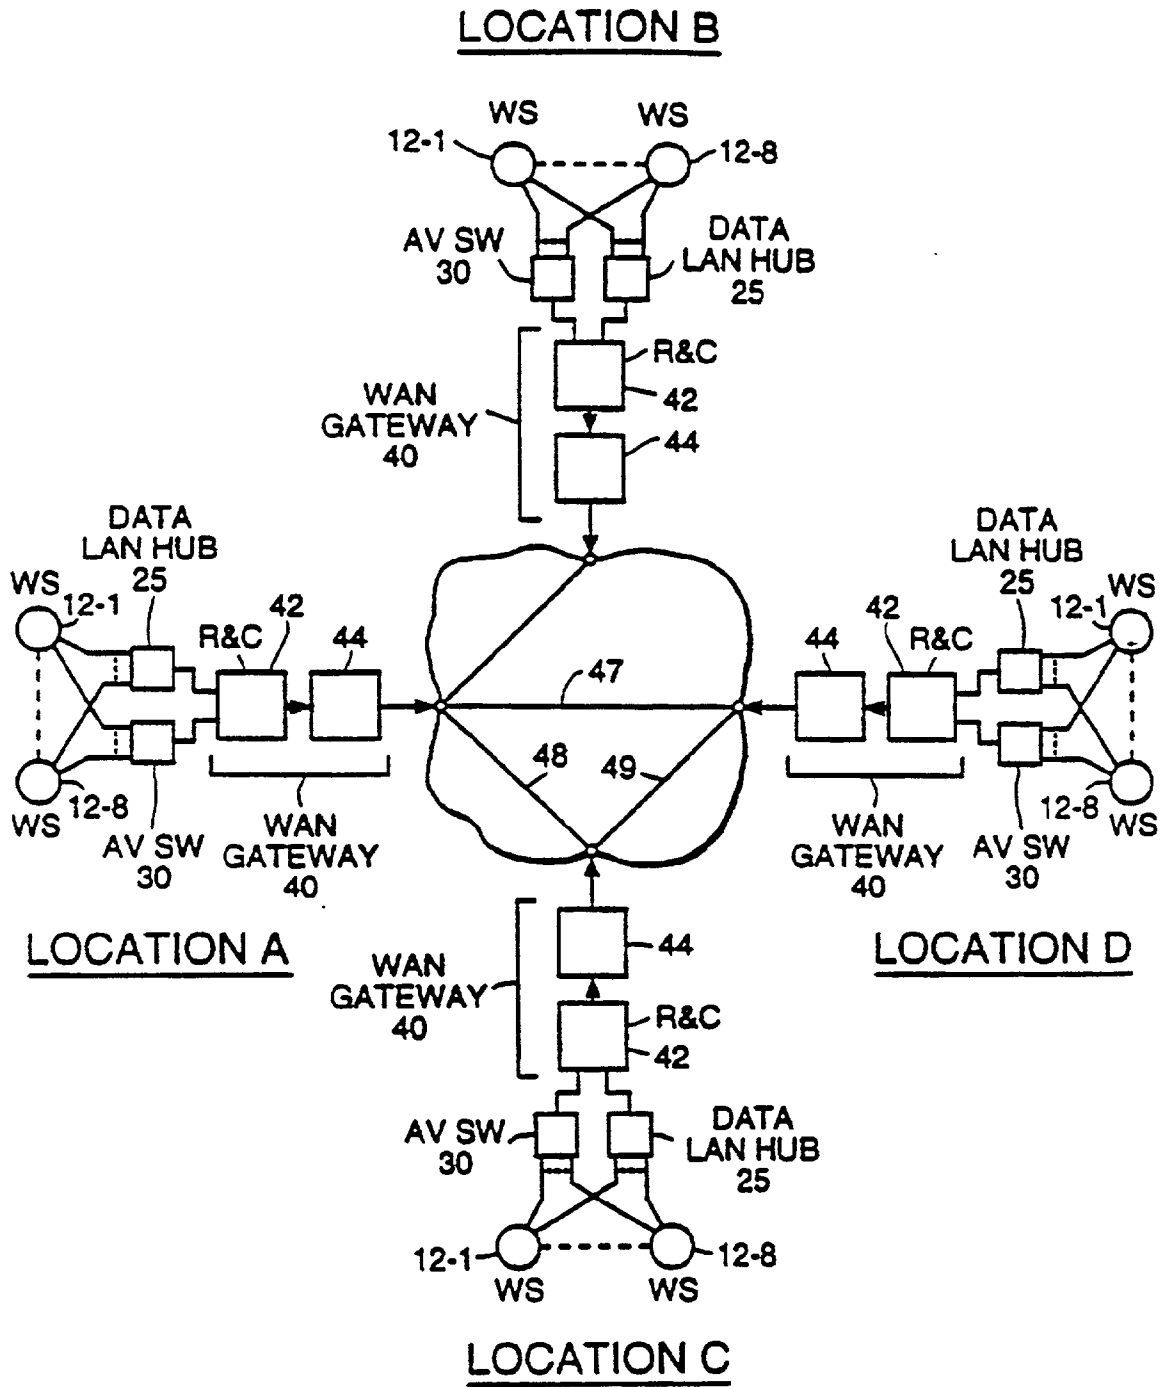 LOCATION B
WS
WS
12-1
12-8
AV SW
30
DATA
LAN HUB
25
R&C
42
WAN
GATEWAY
40
44
DATA
LAN HUB
25
WS
12-1
R&C
42
44
12-8
WS
AV SW
30
WAN
GATEWAY
40
LOCATION A
47
48
49
DATA
LAN HUB
25
WS
12-1
42
R&C
44
12-8
WS
AV SW
30
WAN
GATEWAY
40
LOCATION D
WAN
GATEWAY
40
44
R&C
42
AV SW
30
DATA
LAN HUB
25
12-1
12-8
WS
WS
LOCATION C